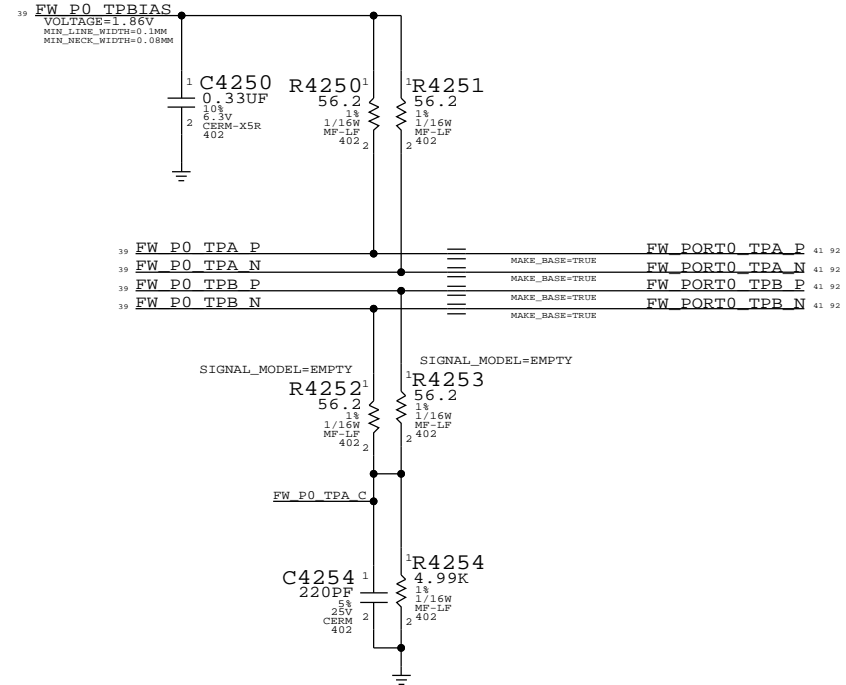 39 FW_P0_TPBIAS
VOLTAGE=1.86V
MIN_LINE_WIDTH=0.1MM
MIN_NECK_WIDTH=0.08MM
1 C4250
0.33UF
10%
6.3V
2 CERM-X5R
402
R4250 1
56.2
1%
1/16W
MF-LF
402 2
1 R4251
56.2
1%
1/16W
MF-LF
2 402
39 FW_P0_TPA_P
FW_PORT0_TPA_P 41 92
MAKE_BASE=TRUE
39 FW_P0_TPA_N
FW_PORT0_TPA_N 41 92
MAKE_BASE=TRUE
39 FW_P0_TPB_P
FW_PORT0_TPB_P 41 92
MAKE_BASE=TRUE
39 FW_P0_TPB_N
FW_PORT0_TPB_N 41 92
MAKE_BASE=TRUE
SIGNAL_MODEL=EMPTY
R4252 1
56.2
1%
1/16W
MF-LF
402 2
SIGNAL_MODEL=EMPTY
1 R4253
56.2
1%
1/16W
MF-LF
2 402
FW_P0_TPA_C
C4254 1
220PF
5%
25V
CERM 2
402
1 R4254
4.99K
1%
1/16W
MF-LF
2 402